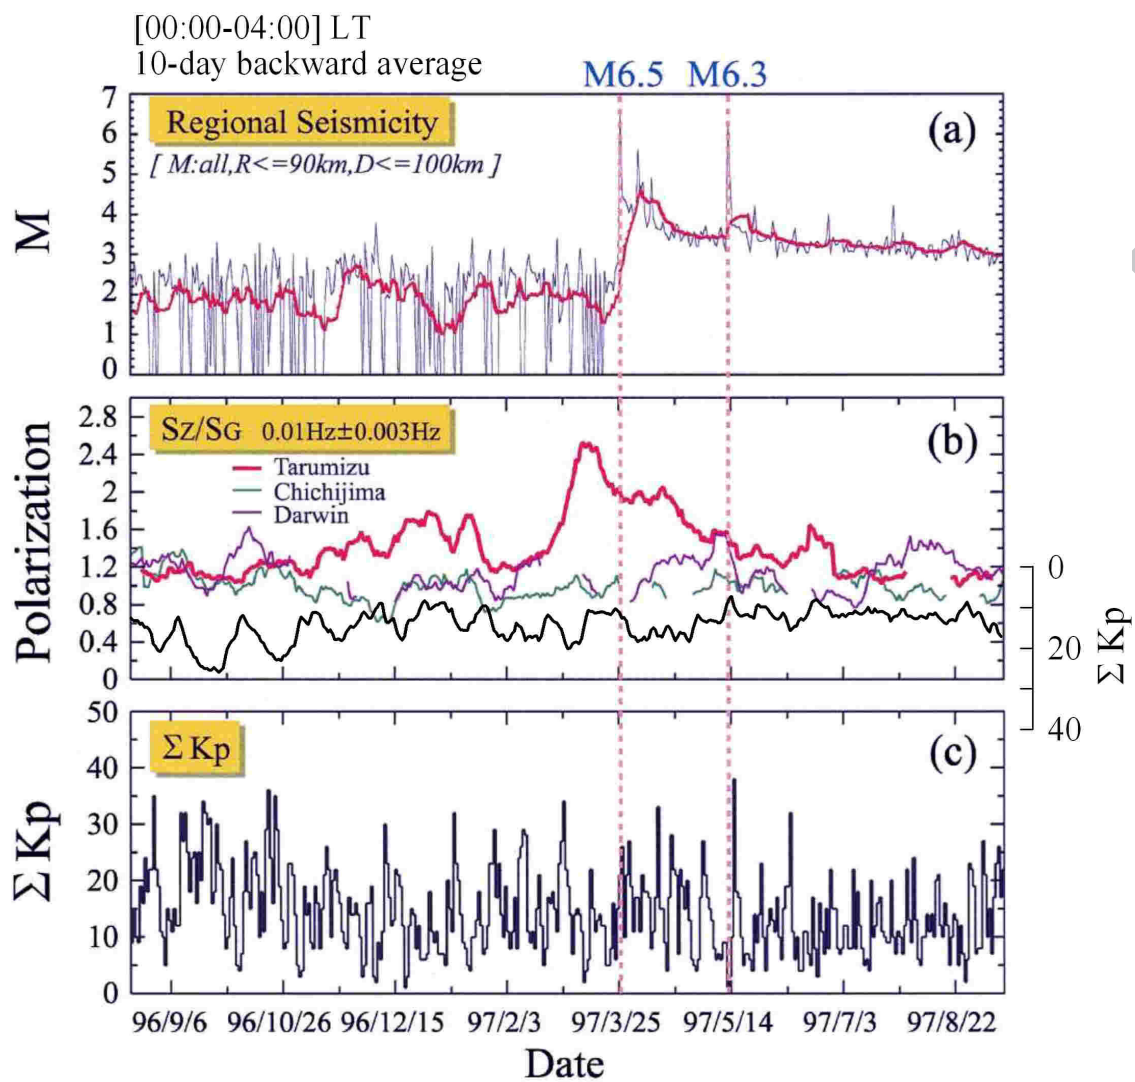 [00:00-04:00] LT
10-day backward average
M6.5 M6.3
7
6
5
4
3
2
1
0
M
Regional Seismicity
[ M:all,R<=90km,D<=100km ]
(a)
2.8
2.4
2
1.6
1.2
0.8
0.4
0
Polarization
Sz/SG 0.01Hz±0.003Hz
Tarumizu
Chichijima
Darwin
(b)
0
20
40
Σ Kp
50
40
30
20
10
0
Σ Kp
Σ Kp
(c)
96/9/6 96/10/26 96/12/15 97/2/3 97/3/25 97/5/14 97/7/3 97/8/22
Date